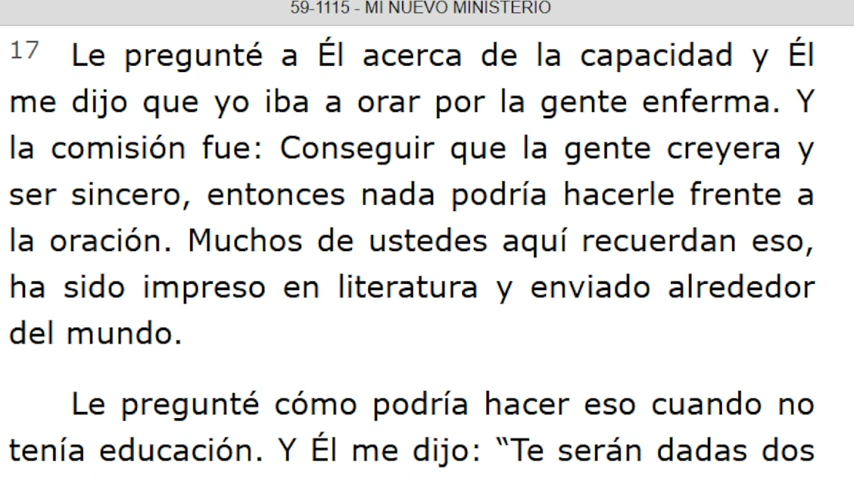 59-1115 - MI NUEVO MINISTERIO
17 Le pregunté a Él acerca de la capacidad y Él
me dijo que yo iba a orar por la gente enferma. Y
la comisión fue: Conseguir que la gente creyera y
ser sincero, entonces nada podría hacerle frente a
la oración. Muchos de ustedes aquí recuerdan eso,
ha sido impreso en literatura y enviado alrededor
del mundo.
Le pregunté cómo podría hacer eso cuando no
tenía educación. Y Él me dijo: “Te serán dadas dos